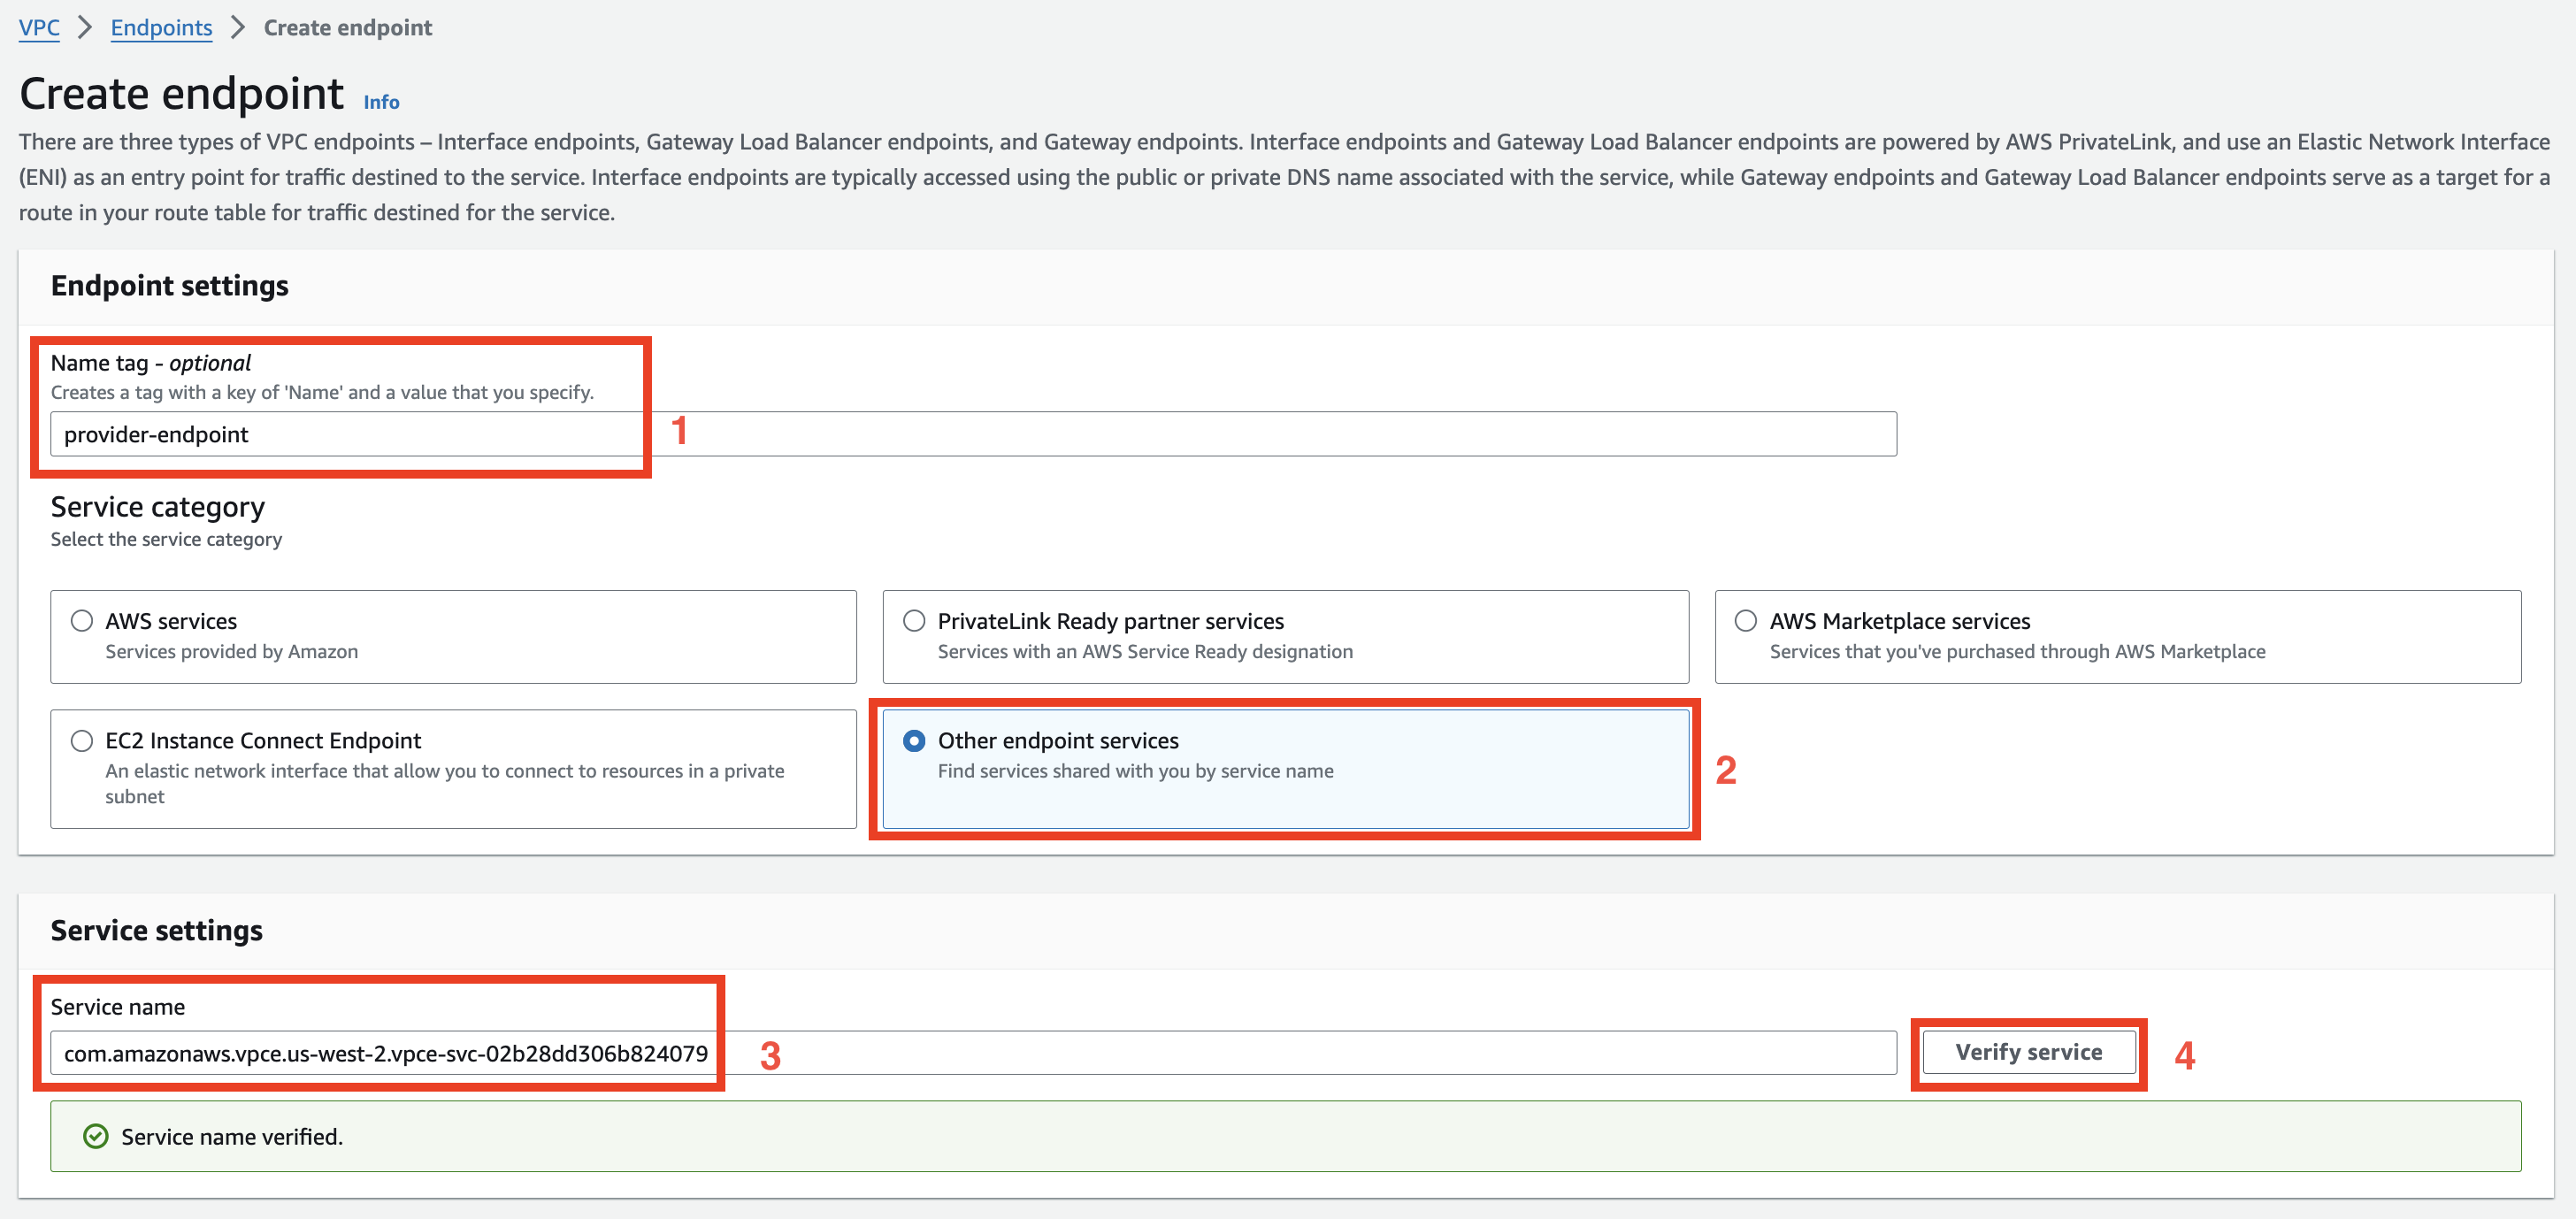 VPC > Endpoints > Create endpoint
Create endpoint Info
There are three types of VPC endpoints – Interface endpoints, Gateway Load Balancer endpoints, and Gateway endpoints. Interface endpoints and Gateway Load Balancer endpoints are powered by AWS PrivateLink, and use an Elastic Network Interface
(ENI) as an entry point for traffic destined to the service. Interface endpoints are typically accessed using the public or private DNS name associated with the service, while Gateway endpoints and Gateway Load Balancer endpoints serve as a target for a
route in your route table for traffic destined for the service.
Endpoint settings
Name tag - optional
Creates a tag with a key of 'Name' and a value that you specify.
provider-endpoint 1
Service category
Select the service category
AWS services
Services provided by Amazon
PrivateLink Ready partner services
Services with an AWS Service Ready designation
AWS Marketplace services
Services that you've purchased through AWS Marketplace
EC2 Instance Connect Endpoint
An elastic network interface that allow you to connect to resources in a private
subnet
Other endpoint services
Find services shared with you by service name
2
Service settings
Service name
com.amazonaws.vpce.us-west-2.vpce-svc-02b28dd306b824079 3
Verify service 4
Service name verified.